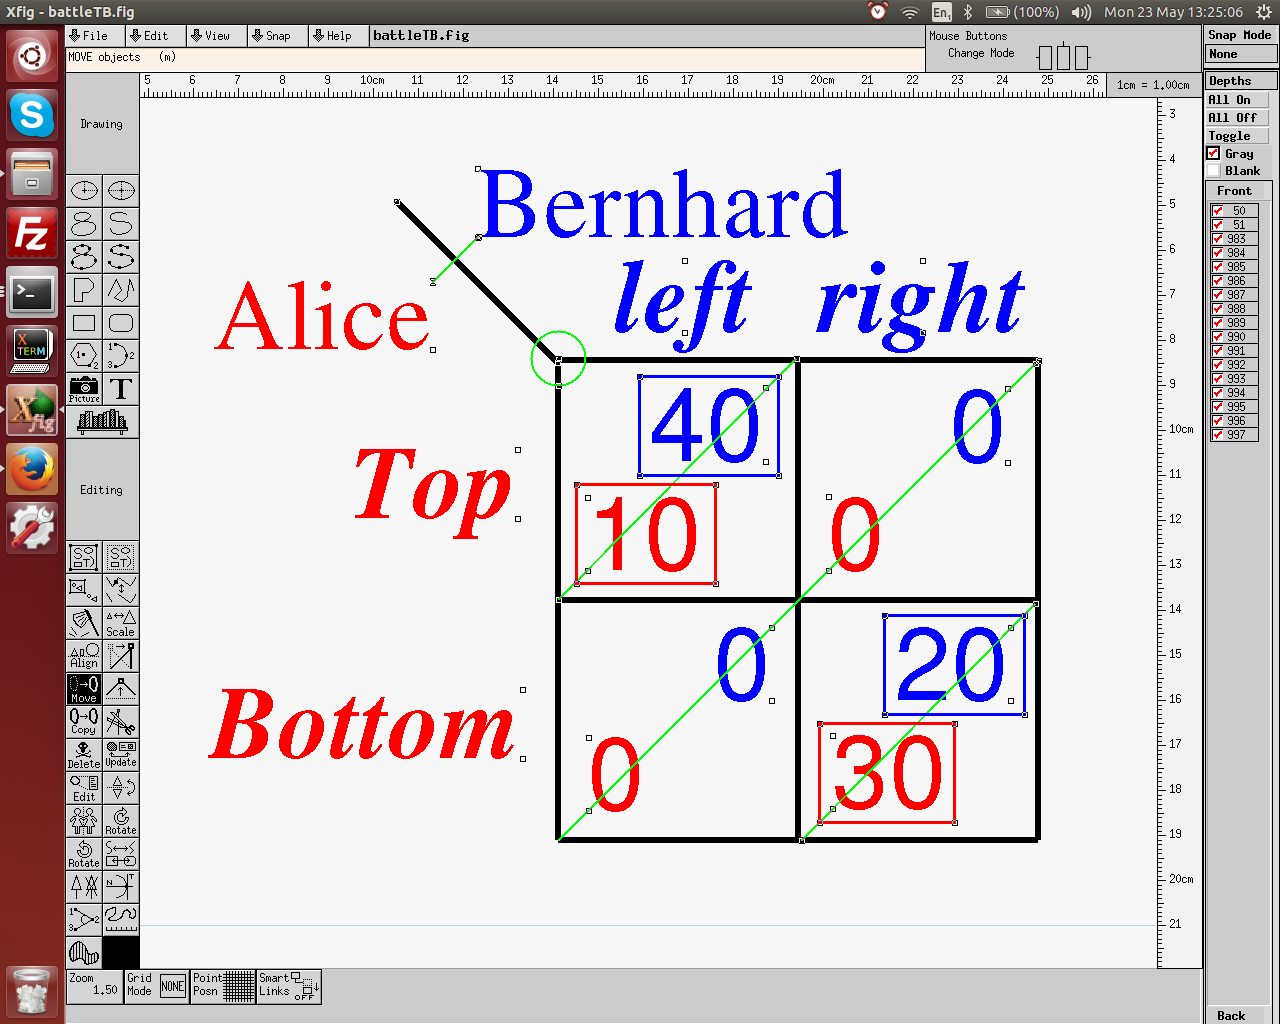 Xfig - battleTB.fig
En1 (100%) Mon 23 May 13:25:06
File Edit View Snap Help battleTB.fig
MOVE objects (m)
Mouse Buttons
Change Mode
Snap Mode
None
5 6 7 8 9 10cm 11 12 13 14 15 16 17 18 19 20cm 21 22 23 24 25 26
1cm = 1.00cm
Depths
All On
All Off
Toggle
Gray
Blank
Front
50
51
983
984
985
986
987
988
989
990
991
992
993
994
995
996
997
Back
3
4
5
6
7
8
9
10cm
11
12
13
14
15
16
17
18
19
20cm
21
Drawing
Picture
T
Editing
Scale
Align
Move
Copy
Delete
Update
Edit
Rotate
Rotate
X TERM
X fig
Fz
S
Bernhard
Alice
left right
40 0
Top
10 0
0 20
Bottom
0 30
Zoom
1.50
Grid
Mode
NONE
Point
Posn
Smart
Links
OFF